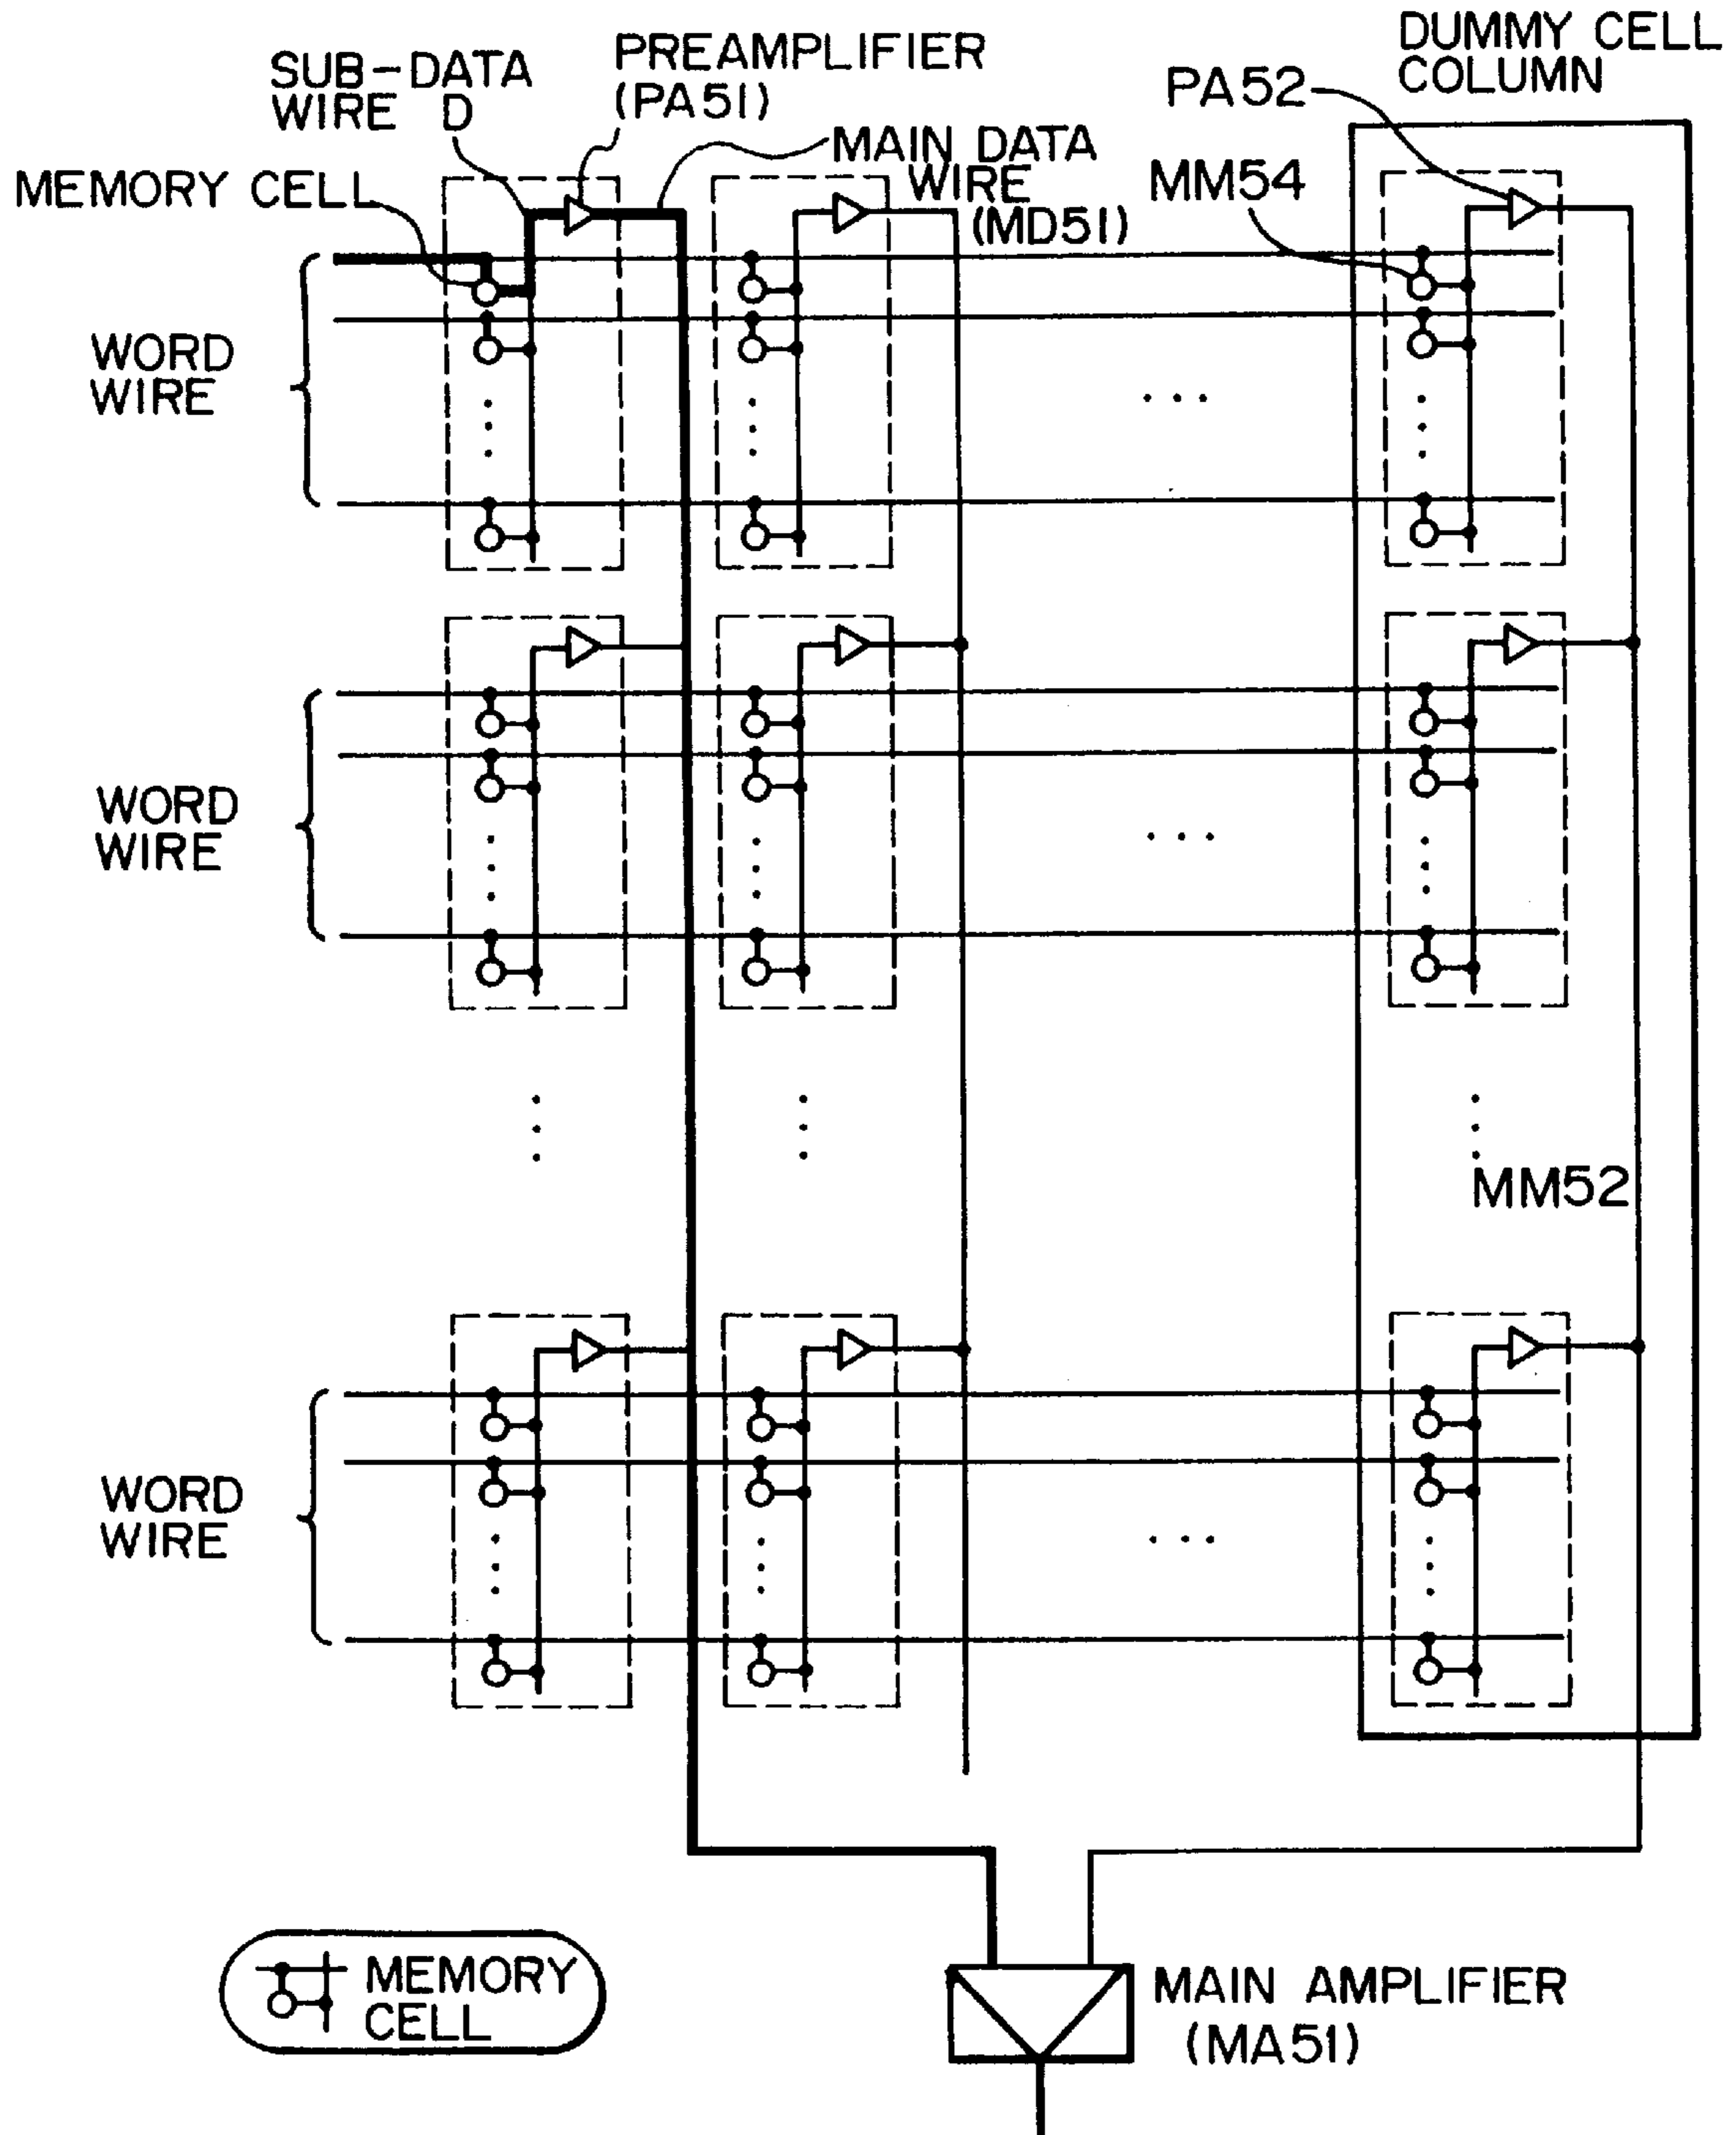 DUMMY CELL
COLUMN
PREAMPLIFIER
(PA51)
SUB-DATA
WIRE D
PA52
MAIN DATA
WIRE
(MD51)
MM54
MEMORY CELL
WORD
WIRE
WORD
WIRE
MM52
WORD
WIRE
MEMORY
CELL
MAIN AMPLIFIER
(MA51)